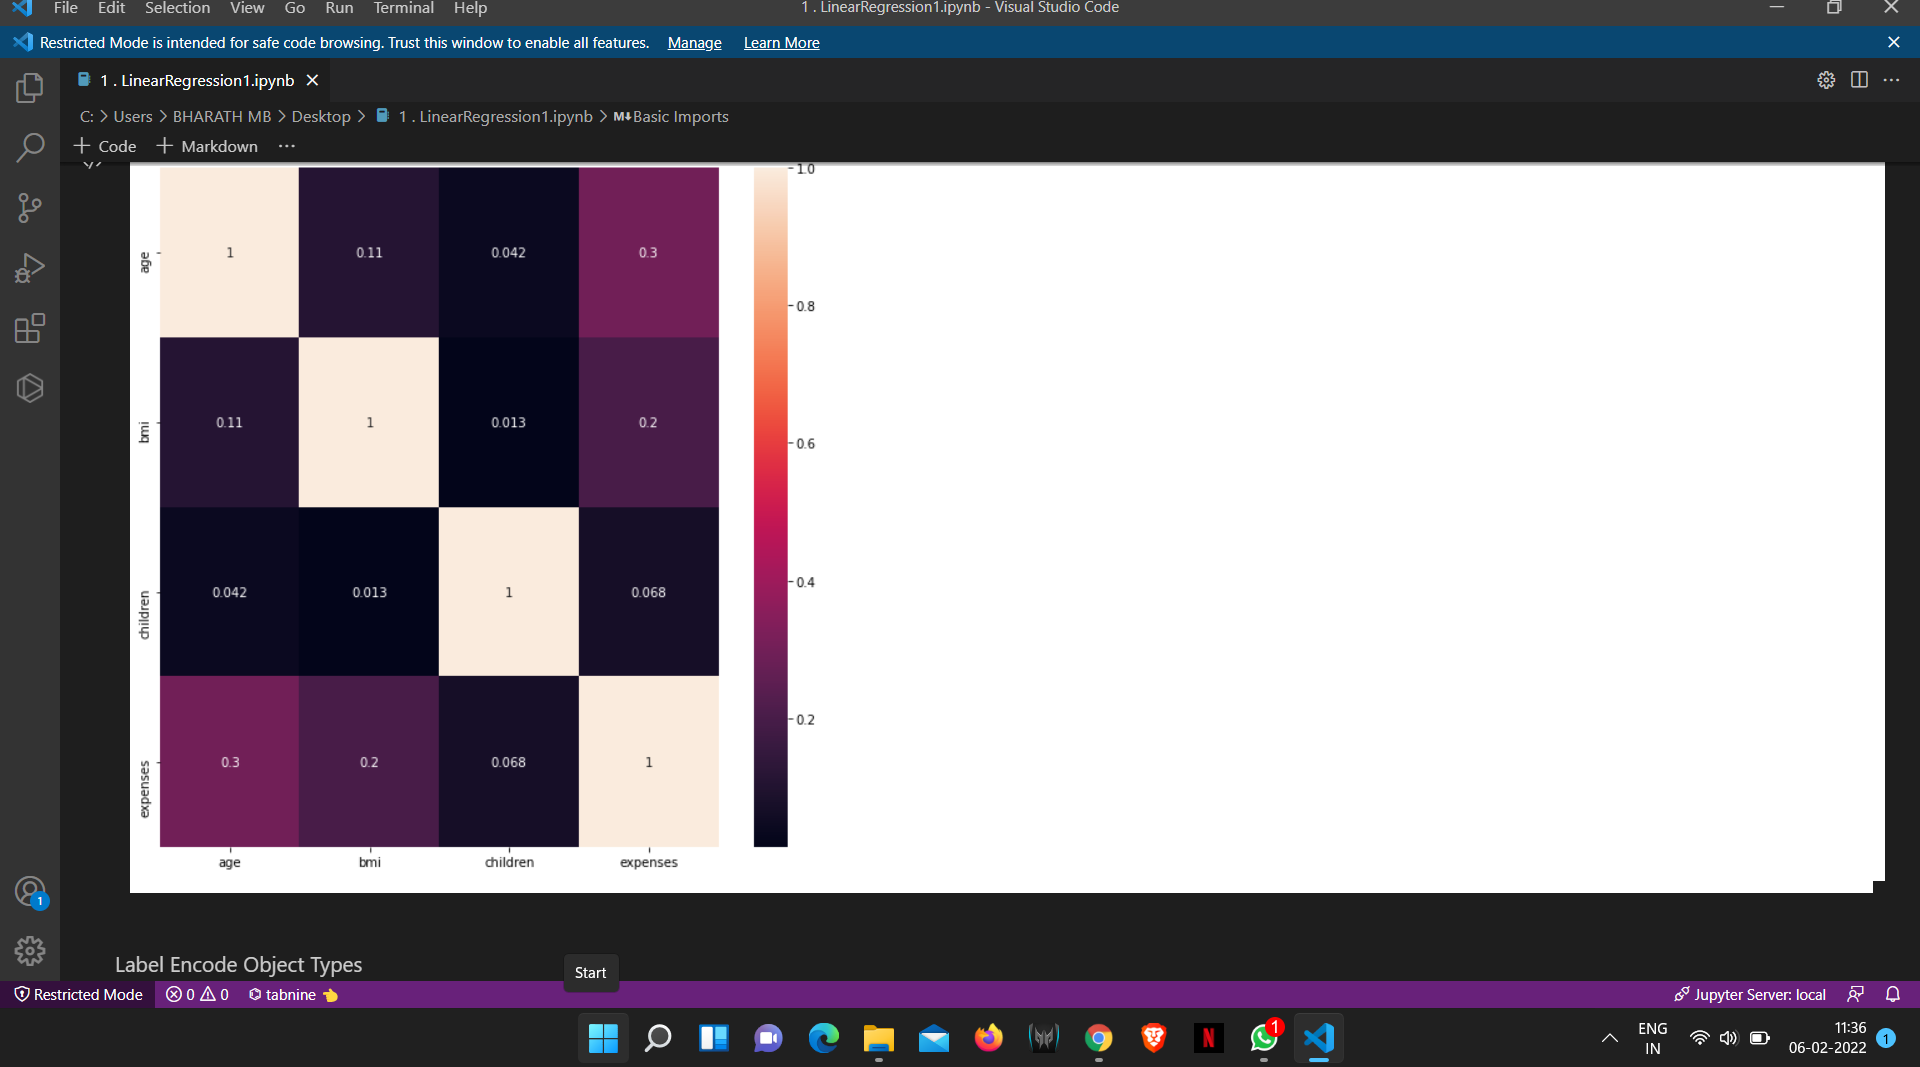 File Edit Selection View Go Run Terminal Help
1 . LinearRegression1.ipynb - Visual Studio Code
Restricted Mode is intended for safe code browsing. Trust this window to enable all features. Manage Learn More
1 . LinearRegression1.ipynb
C: > Users > BHARATH MB > Desktop > 1 . LinearRegression1.ipynb > M↓Basic Imports
+ Code + Markdown ...
age 1 0.11 0.042 0.3
bmi 0.11 1 0.013 0.2
children 0.042 0.013 1 0.068
expenses 0.3 0.2 0.068 1
age bmi children expenses
1.0
0.8
0.6
0.4
0.2
1
Label Encode Object Types
Start
Restricted Mode 0 0 tabnine
Jupyter Server: local
N
1
ENG
IN
11:36
06-02-2022
1